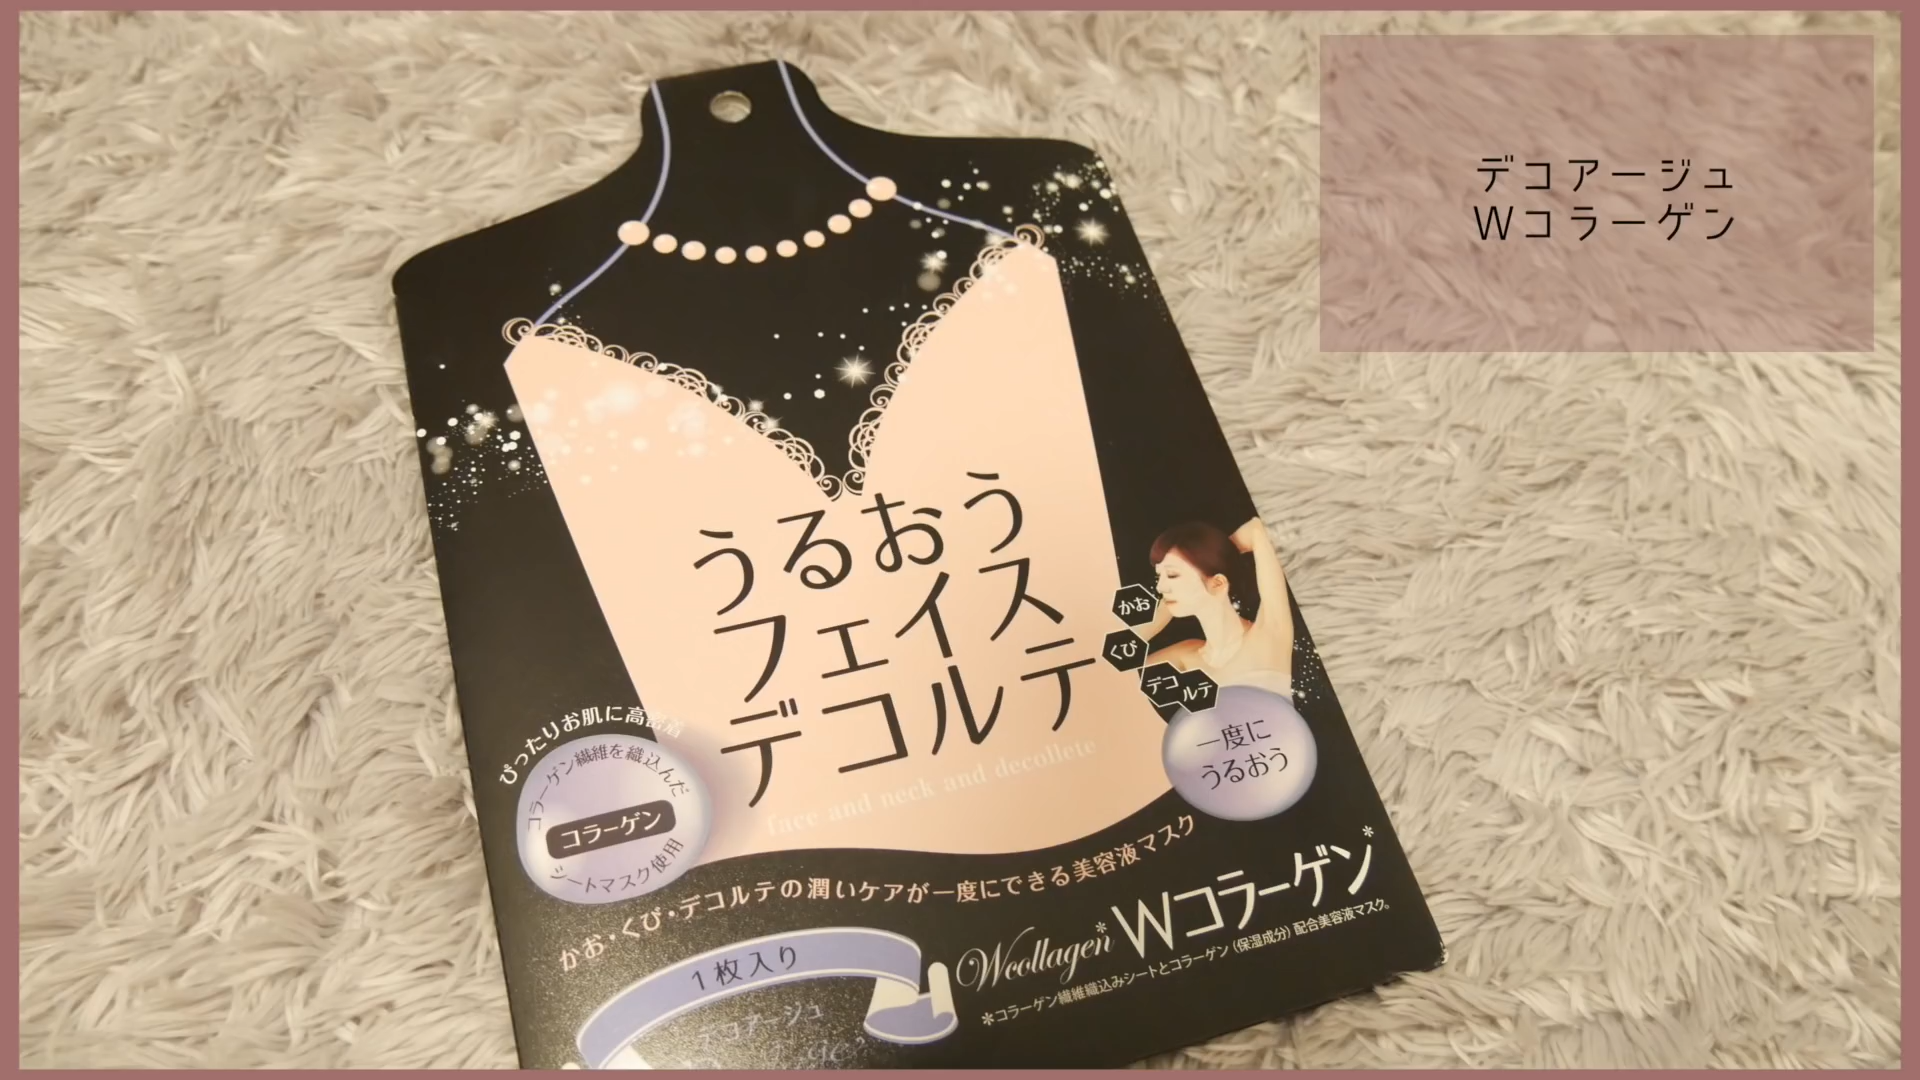 デコアージュ
Wコラーゲン
うるおう
フェイス
デコルテ
face and neck and decollete
かお
くび
デコルテ
一度に
うるおう
ぴったりお肌に高密着
コラーゲン繊維を織込んだ
コラーゲン
シートマスク使用
かお・くび・デコルテの潤いケアが一度にできる美容液マスク
Wcollagen* Wコラーゲン*
*コラーゲン繊維織込みシートとコラーゲン(保湿成分)配合美容液マスク。
1枚入り
デコアージュ